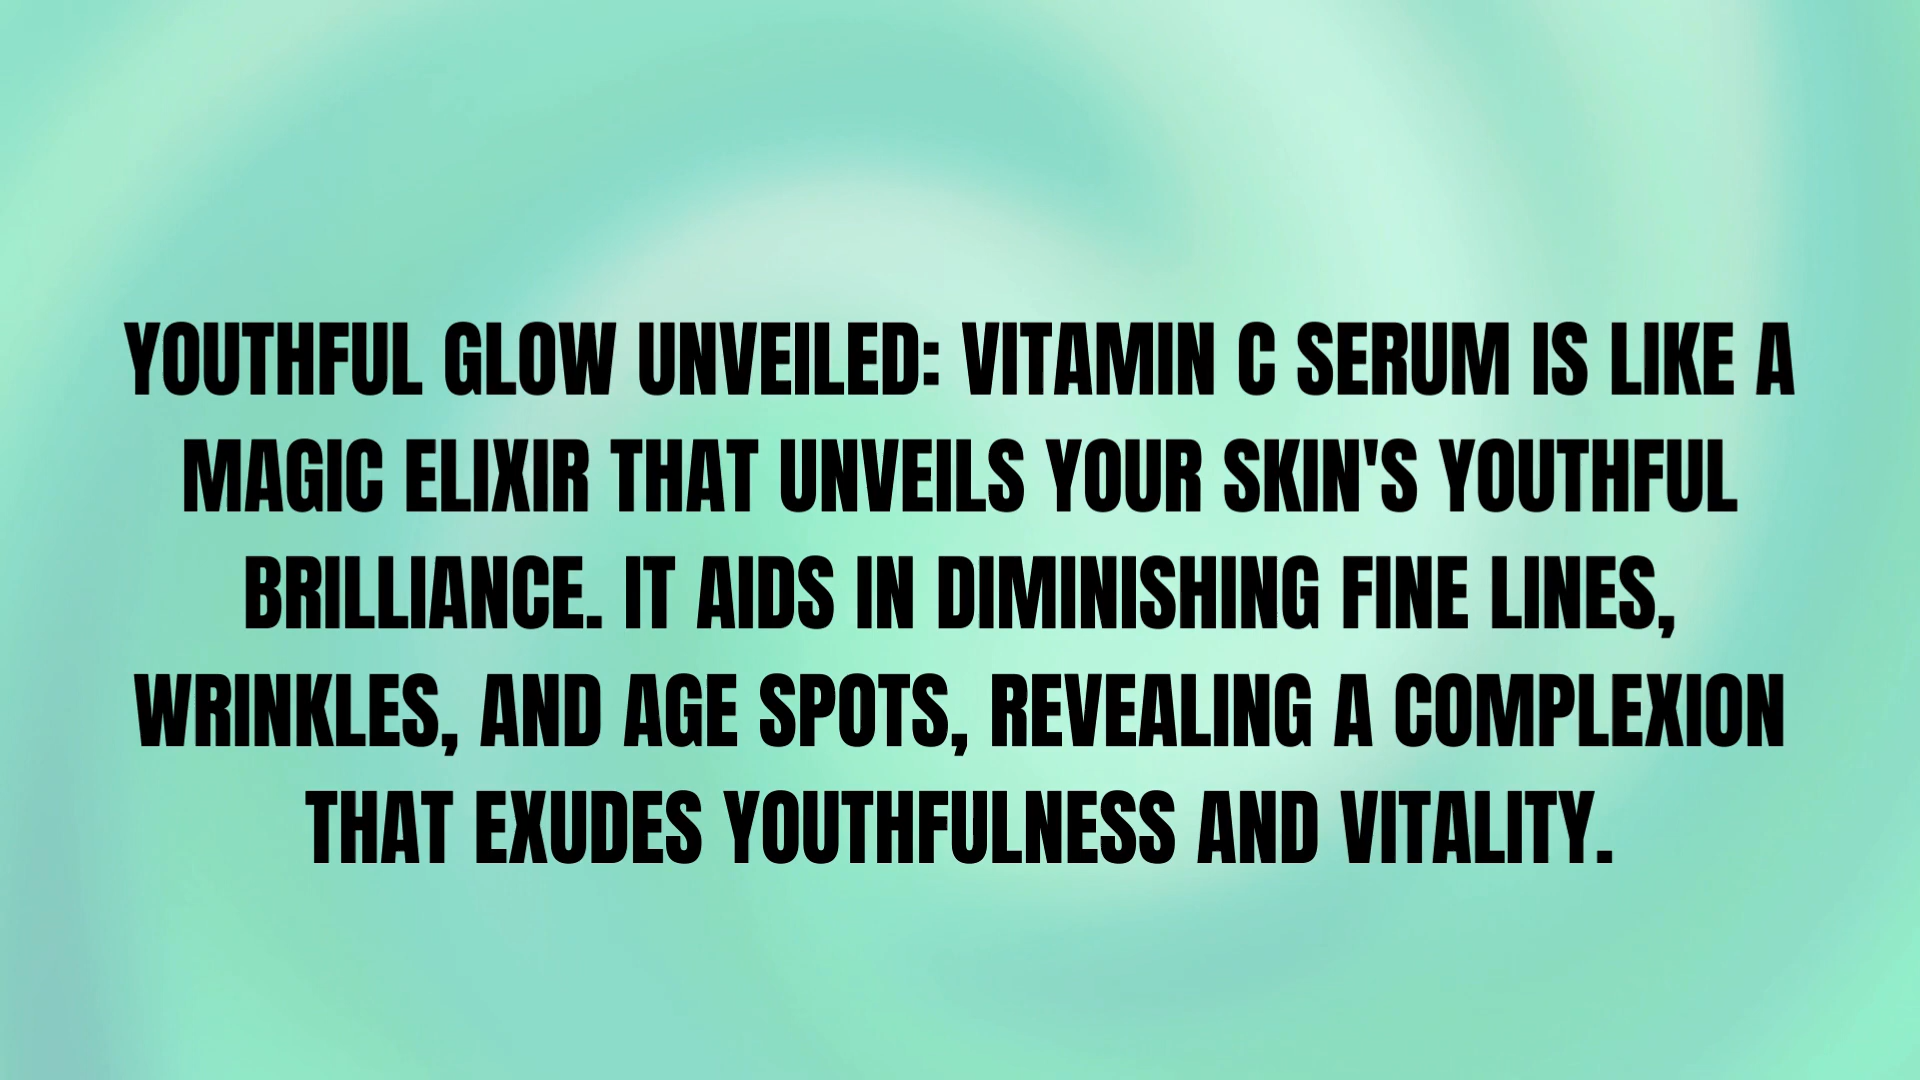 YOUTHFUL GLOW UNVEILED: VITAMIN C SERUM IS LIKE A
MAGIC ELIXIR THAT UNVEILS YOUR SKIN'S YOUTHFUL
BRILLIANCE. IT AIDS IN DIMINISHING FINE LINES,
WRINKLES, AND AGE SPOTS, REVEALING A COMPLEXION
THAT EXUDES YOUTHFULNESS AND VITALITY.